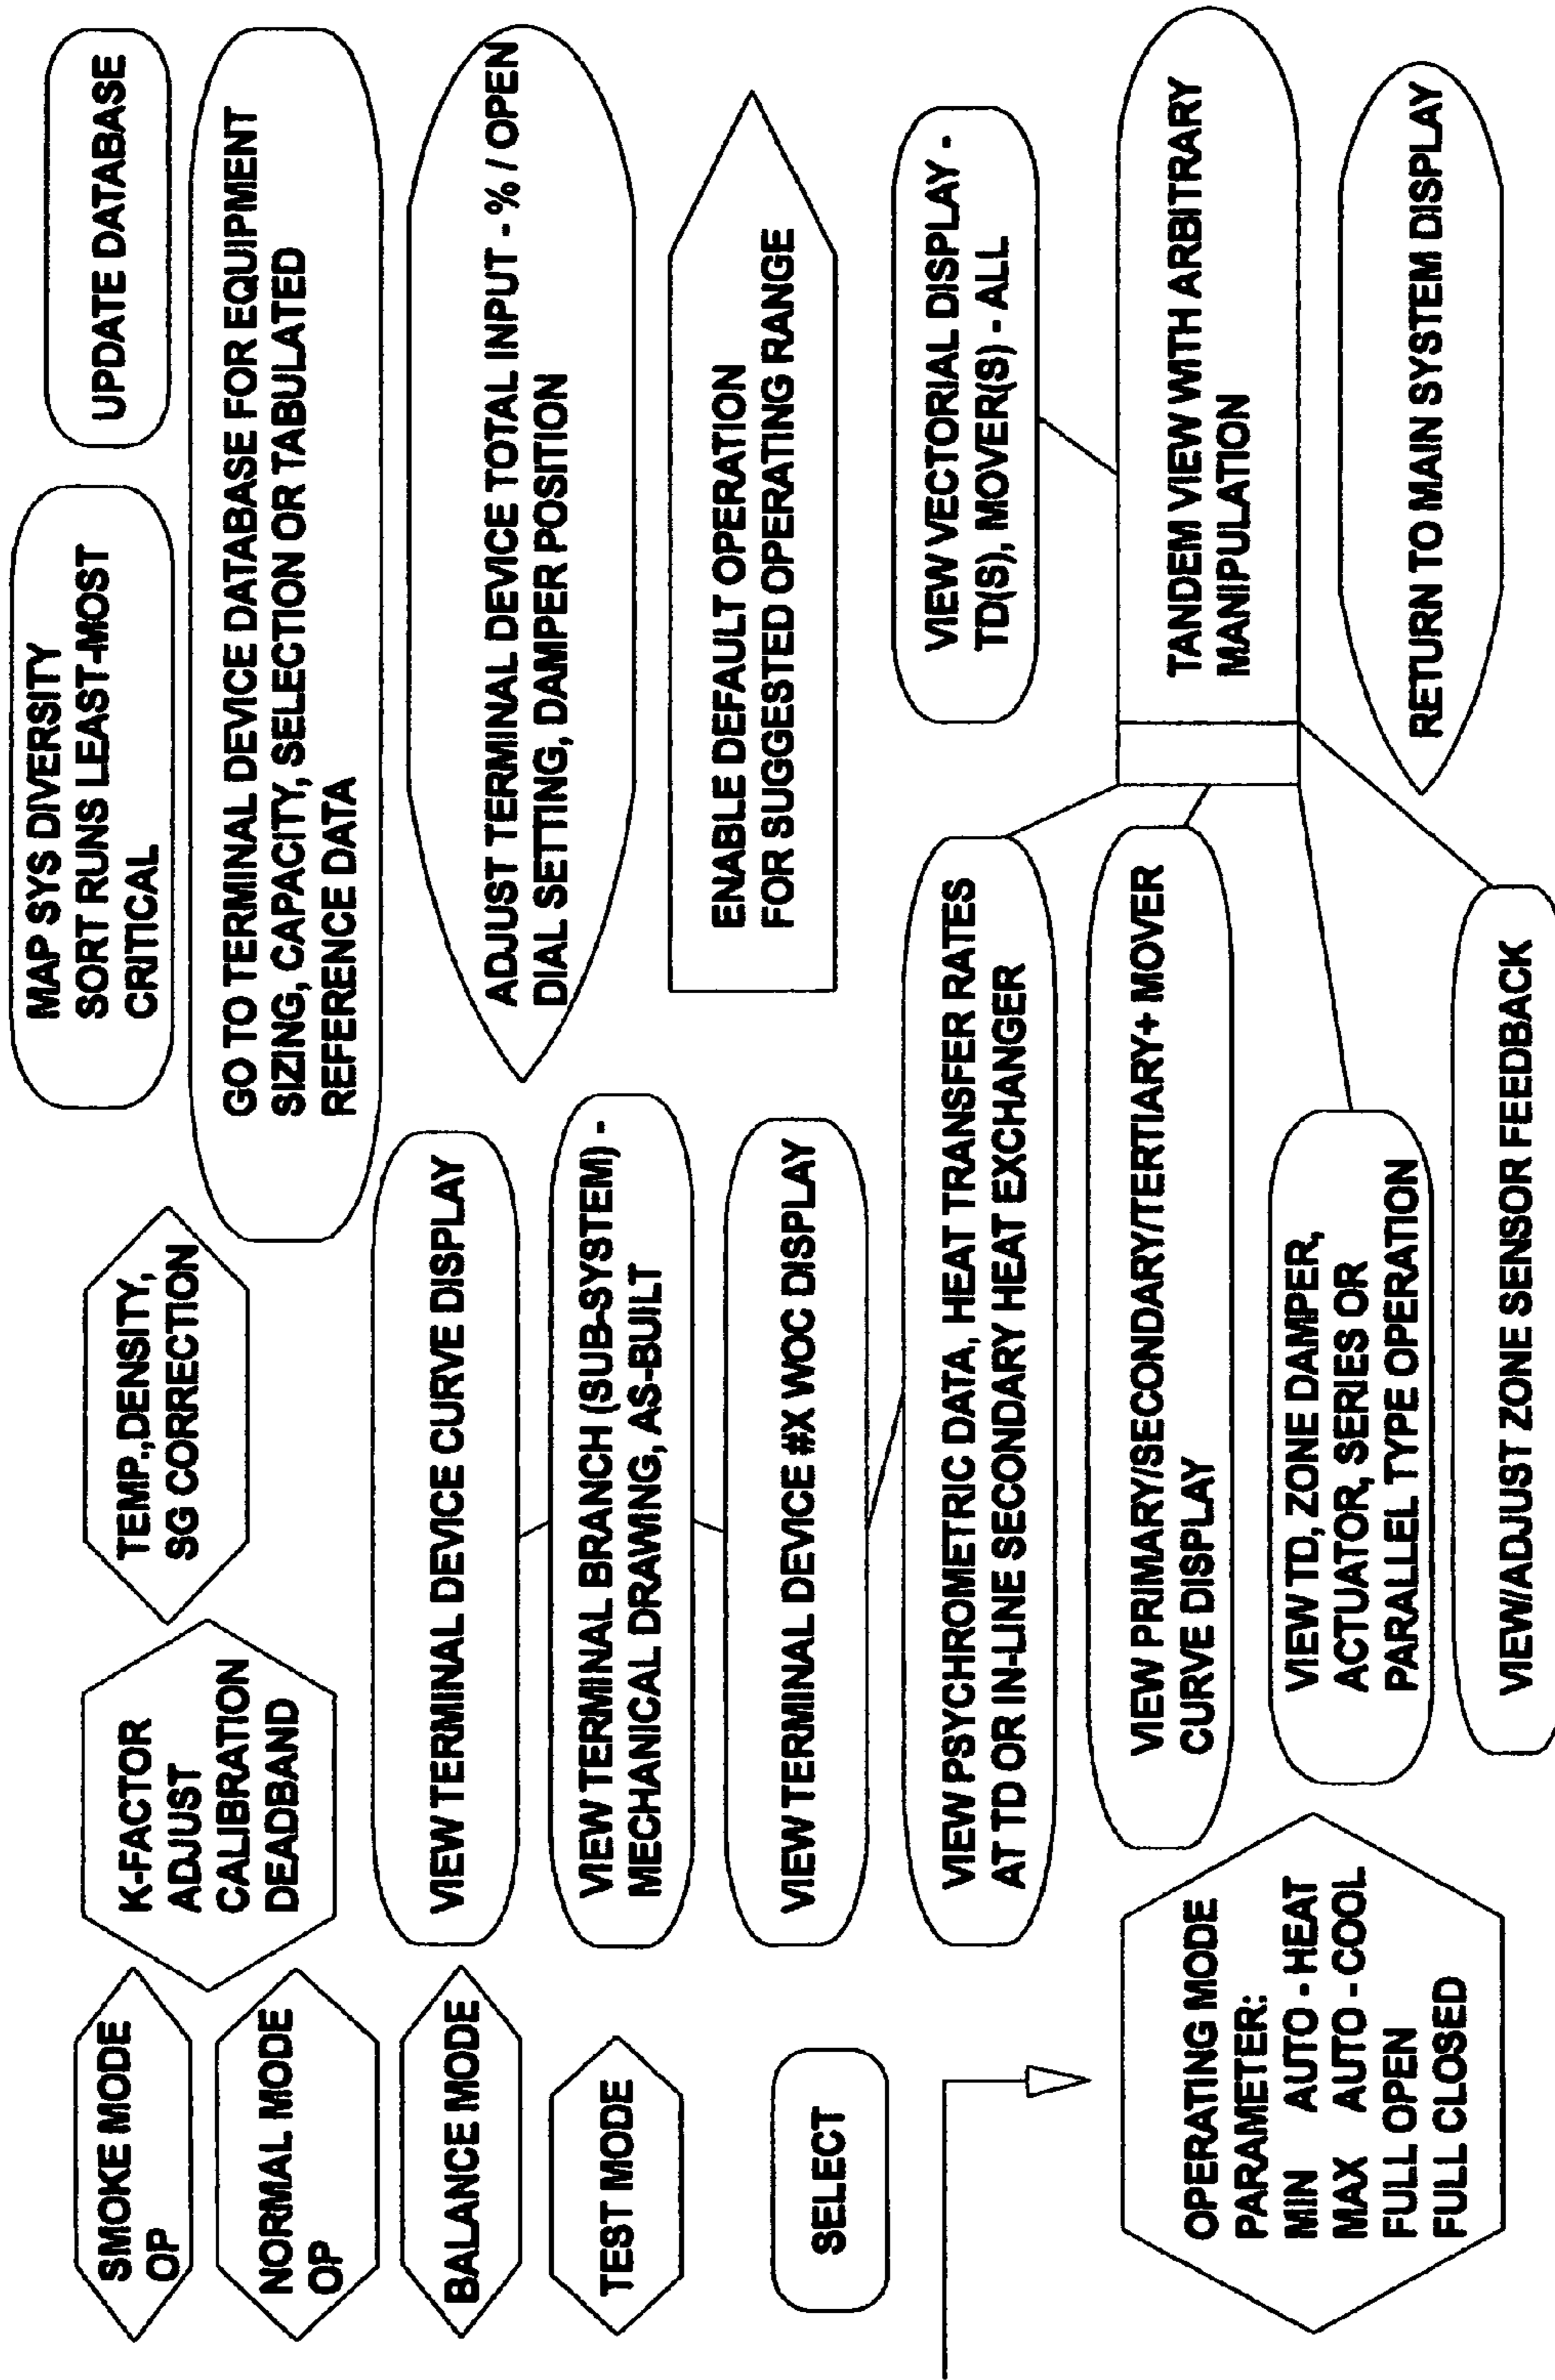 SMOKE MODE
OP
NORMAL MODE
OP
BALANCE MODE
TEST MODE
SELECT
OPERATING MODE
PARAMETER:
MIN AUTO - HEAT
MAX AUTO - COOL
FULL OPEN
FULL CLOSED
K-FACTOR
ADJUST
CALIBRATION
DEADBAND
TEMP.,DENSITY,
SG CORRECTION
VIEW TERMINAL DEVICE CURVE DISPLAY
VIEW TERMINAL BRANCH (SUB-SYSTEM) -
MECHANICAL DRAWING, AS-BUILT
VIEW TERMINAL DEVICE #X WOC DISPLAY
VIEW PSYCHROMETRIC DATA, HEAT TRANSFER RATES
AT TD OR IN-LINE SECONDARY HEAT EXCHANGER
VIEW PRIMARY/SECONDARY/TERTIARY+ MOVER
CURVE DISPLAY
VIEW TD, ZONE DAMPER,
ACTUATOR, SERIES OR
PARALLEL TYPE OPERATION
VIEW/ADJUST ZONE SENSOR FEEDBACK
MAP SYS DIVERSITY
SORT RUNS LEAST-MOST
CRITICAL
UPDATE DATABASE
GO TO TERMINAL DEVICE DATABASE FOR EQUIPMENT
SIZING, CAPACITY, SELECTION OR TABULATED
REFERENCE DATA
ADJUST TERMINAL DEVICE TOTAL INPUT - % / OPEN
DIAL SETTING, DAMPER POSITION
ENABLE DEFAULT OPERATION
FOR SUGGESTED OPERATING RANGE
VIEW VECTORIAL DISPLAY -
TD(S), MOVER(S) - ALL
TANDEM VIEW WITH ARBITRARY
MANIPULATION
RETURN TO MAIN SYSTEM DISPLAY